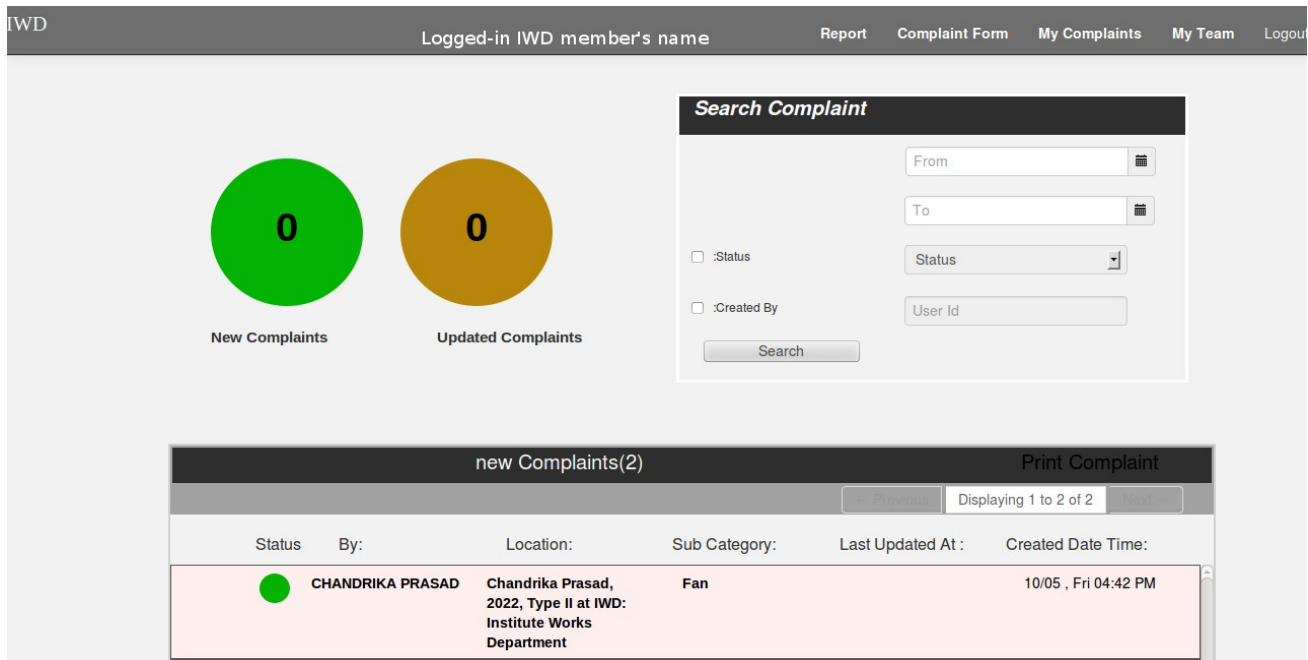 IWD
Logged-in IWD member's name
Report Complaint Form My Complaints My Team Logout
Search Complaint
From
To
0 0
:Status Status
:Created By User Id
New Complaints Updated Complaints
Search
new Complaints(2) Print Complaint
← Previous Displaying 1 to 2 of 2 Next →
Status By: Location: Sub Category: Last Updated At : Created Date Time:
CHANDRIKA PRASAD Chandrika Prasad, Fan 10/05 , Fri 04:42 PM
2022, Type II at IWD:
Institute Works
Department